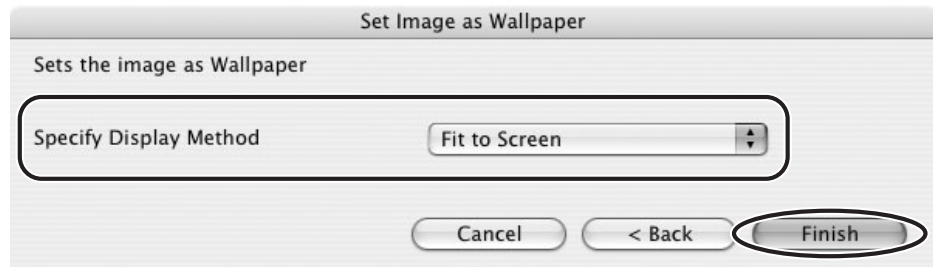 Set Image as Wallpaper
Sets the image as Wallpaper
Specify Display Method Fit to Screen
Cancel < Back Finish